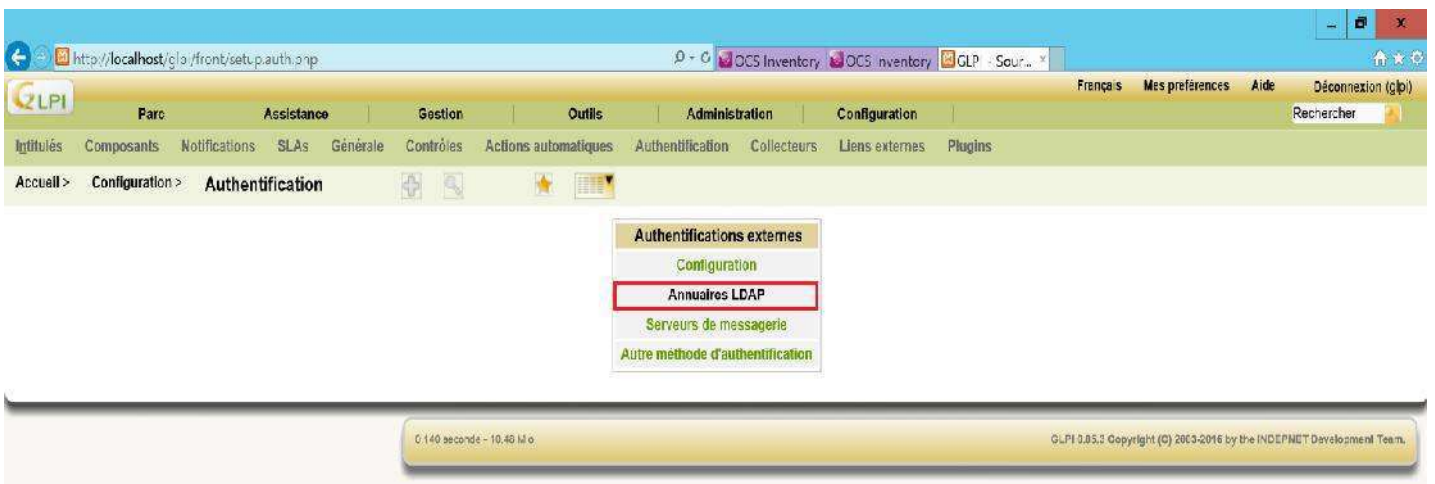 http://localhost/glpi/front/setup.auth.php
OCS Inventory
OCS Inventory
GLPI - Sour...
GLPI
Français Mes préférences Aide Déconnexion (glpi)
Parc Assistance Gestion Outils Administration Configuration Rechercher
Intitulés Composants Notifications SLAs Générale Contrôles Actions automatiques Authentification Collecteurs Liens externes Plugins
Accueil > Configuration > Authentification
Authentifications externes
Configuration
Annuaires LDAP
Serveurs de messagerie
Autre méthode d'authentification
0.140 seconde - 10.46 Mio
GLPI 0.85.3 Copyright (C) 2003-2016 by the INDEPNET Development Team.